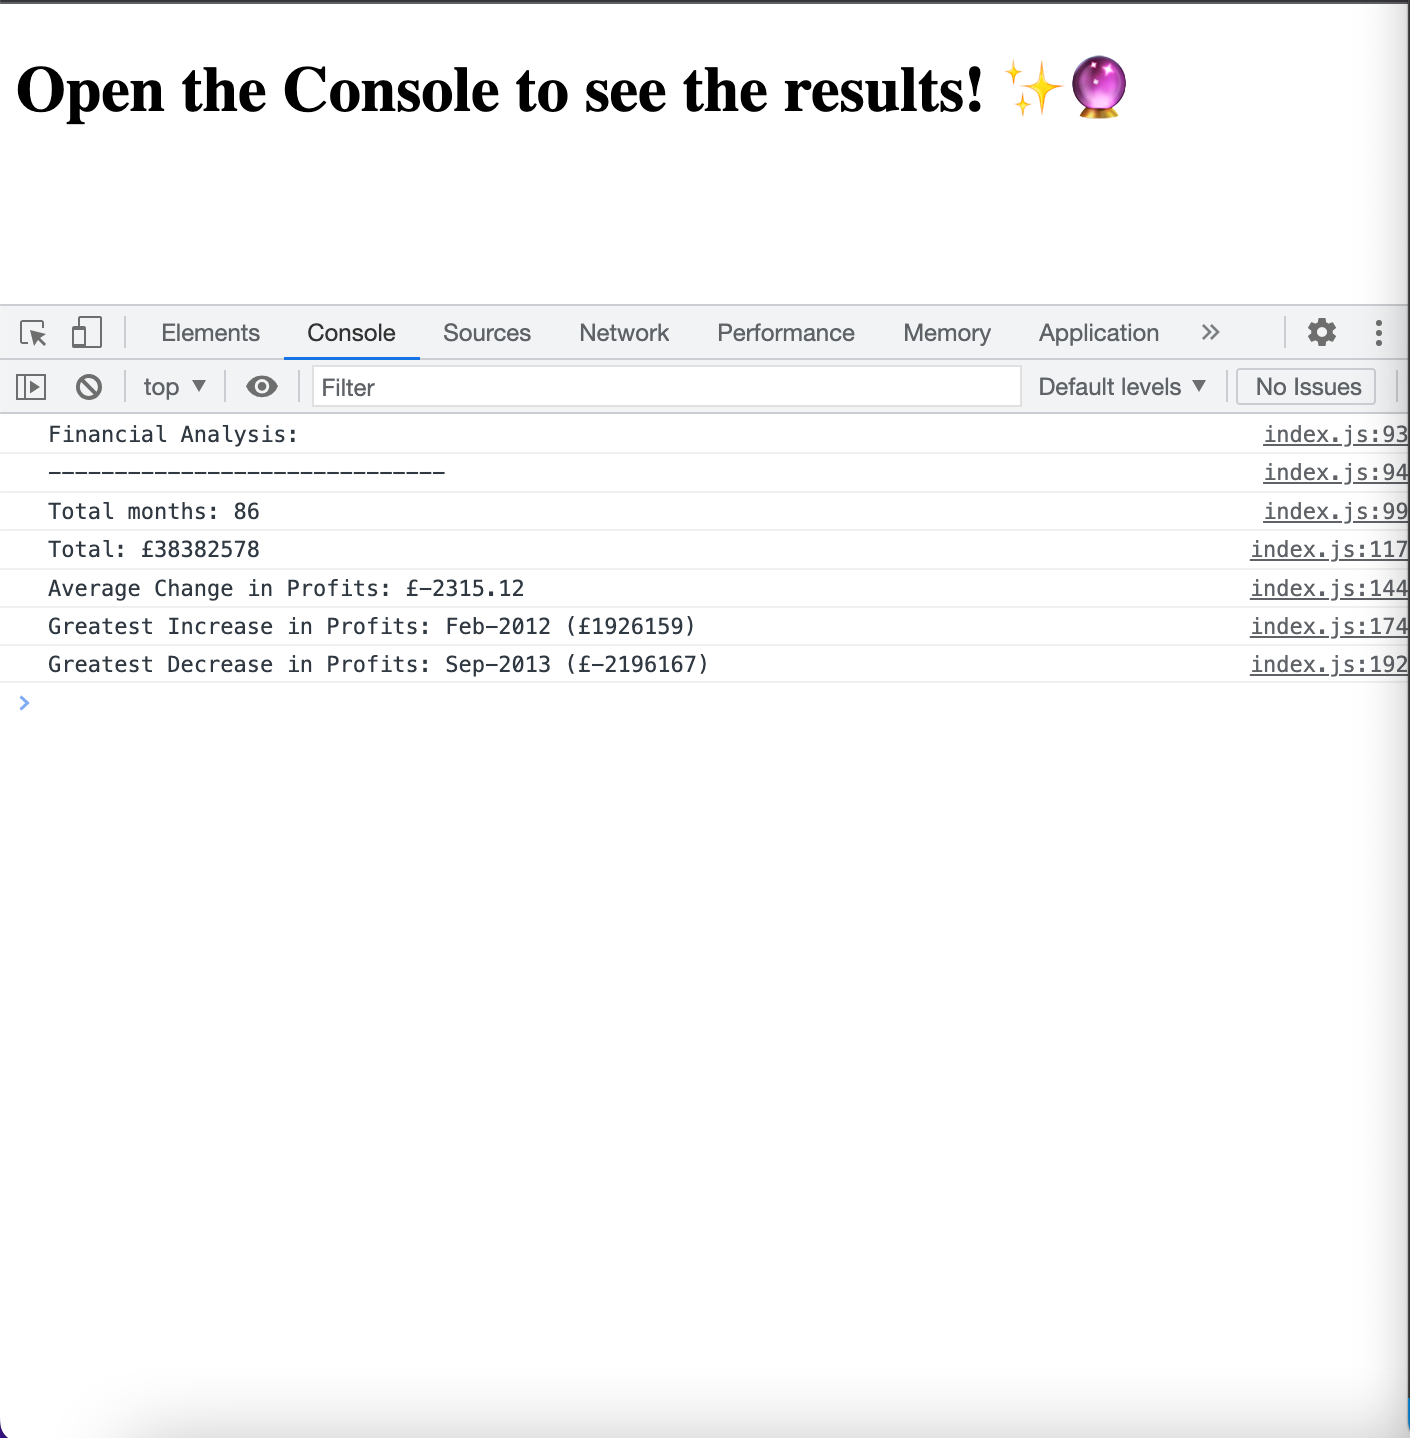 Open the Console to see the results! ✨🔮
Elements Console Sources Network Performance Memory Application »
top ▼ Filter Default levels ▼ No Issues
Financial Analysis: index.js:93
------------------------------ index.js:94
Total months: 86 index.js:99
Total: £38382578 index.js:117
Average Change in Profits: £-2315.12 index.js:144
Greatest Increase in Profits: Feb-2012 (£1926159) index.js:174
Greatest Decrease in Profits: Sep-2013 (£-2196167) index.js:192